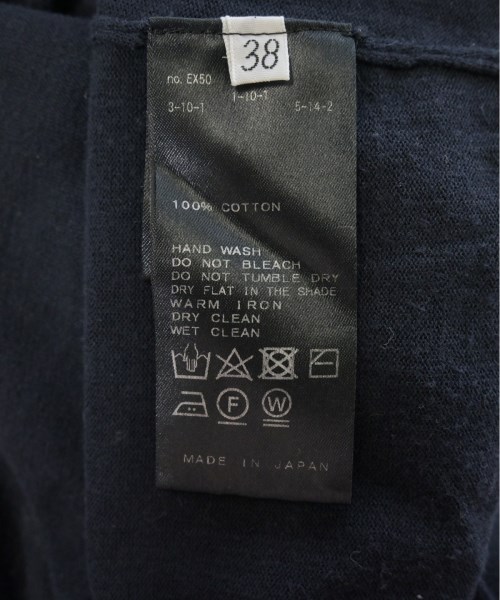 38
no. EX50
1-10-1
3-10-1 5-14-2
100% COTTON
HAND WASH
DO NOT BLEACH
DO NOT TUMBLE DRY
DRY FLAT IN THE SHADE
WARM IRON
DRY CLEAN
WET CLEAN
F W
MADE IN JAPAN